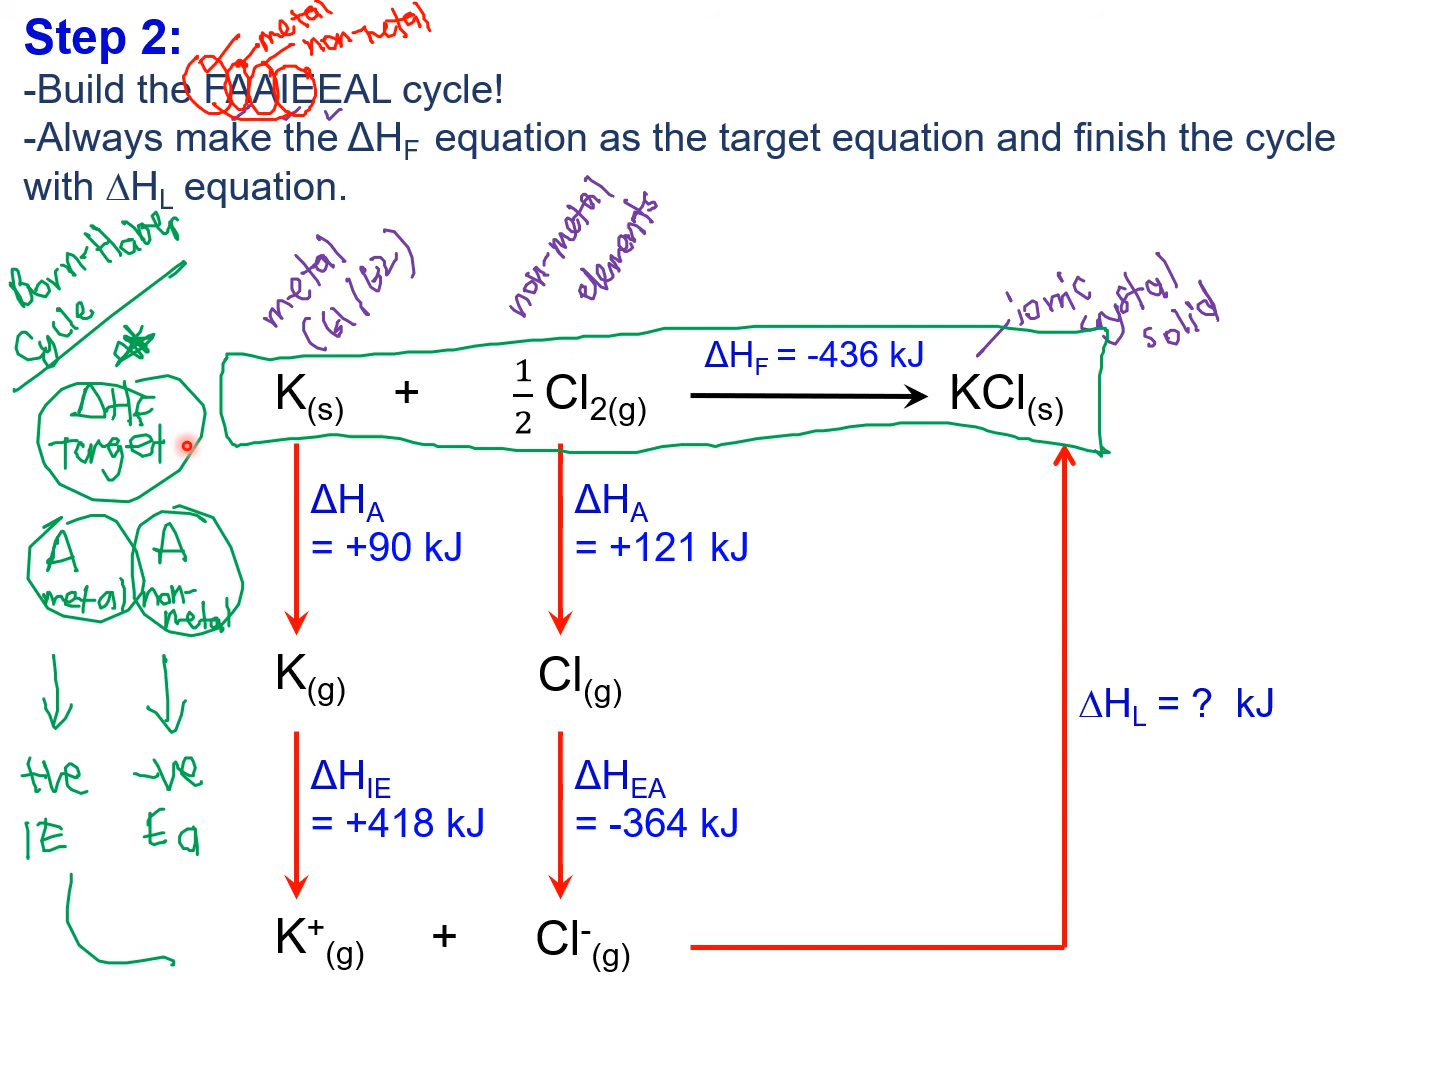 Step 2:
metal
non-metal
-Build the FAAIEEAL cycle!
-Always make the ΔHF equation as the target equation and finish the cycle
with ΔHL equation.
Born-Haber
Cycle
metal
(G1/G2)
non-metal
elements
ionic
crystal
solid
ΔHF = -436 kJ
K(s) + 1/2 Cl2(g) KCl(s)
ΔHF
Target
ΔHA
= +90 kJ
ΔHA
= +121 kJ
A
metal
A
non-
metal
K(g)
Cl(g)
ΔHL = ? kJ
+ve
IE
-ve
Ea
ΔHIE
= +418 kJ
ΔHEA
= -364 kJ
K+(g) + Cl-(g)